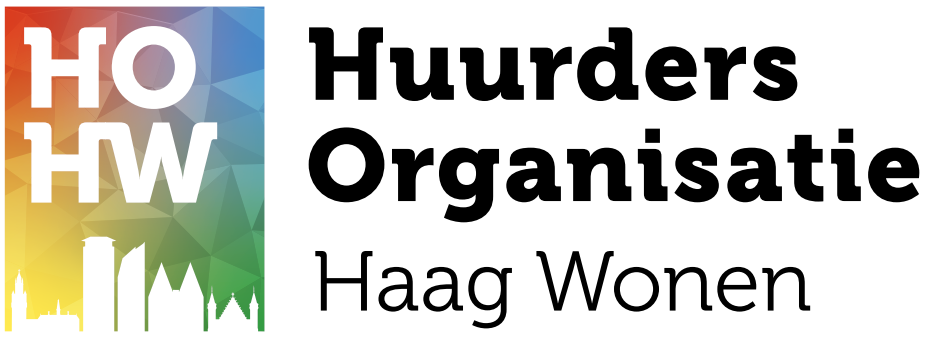 HO
HW
Huurders
Organisatie
Haag Wonen